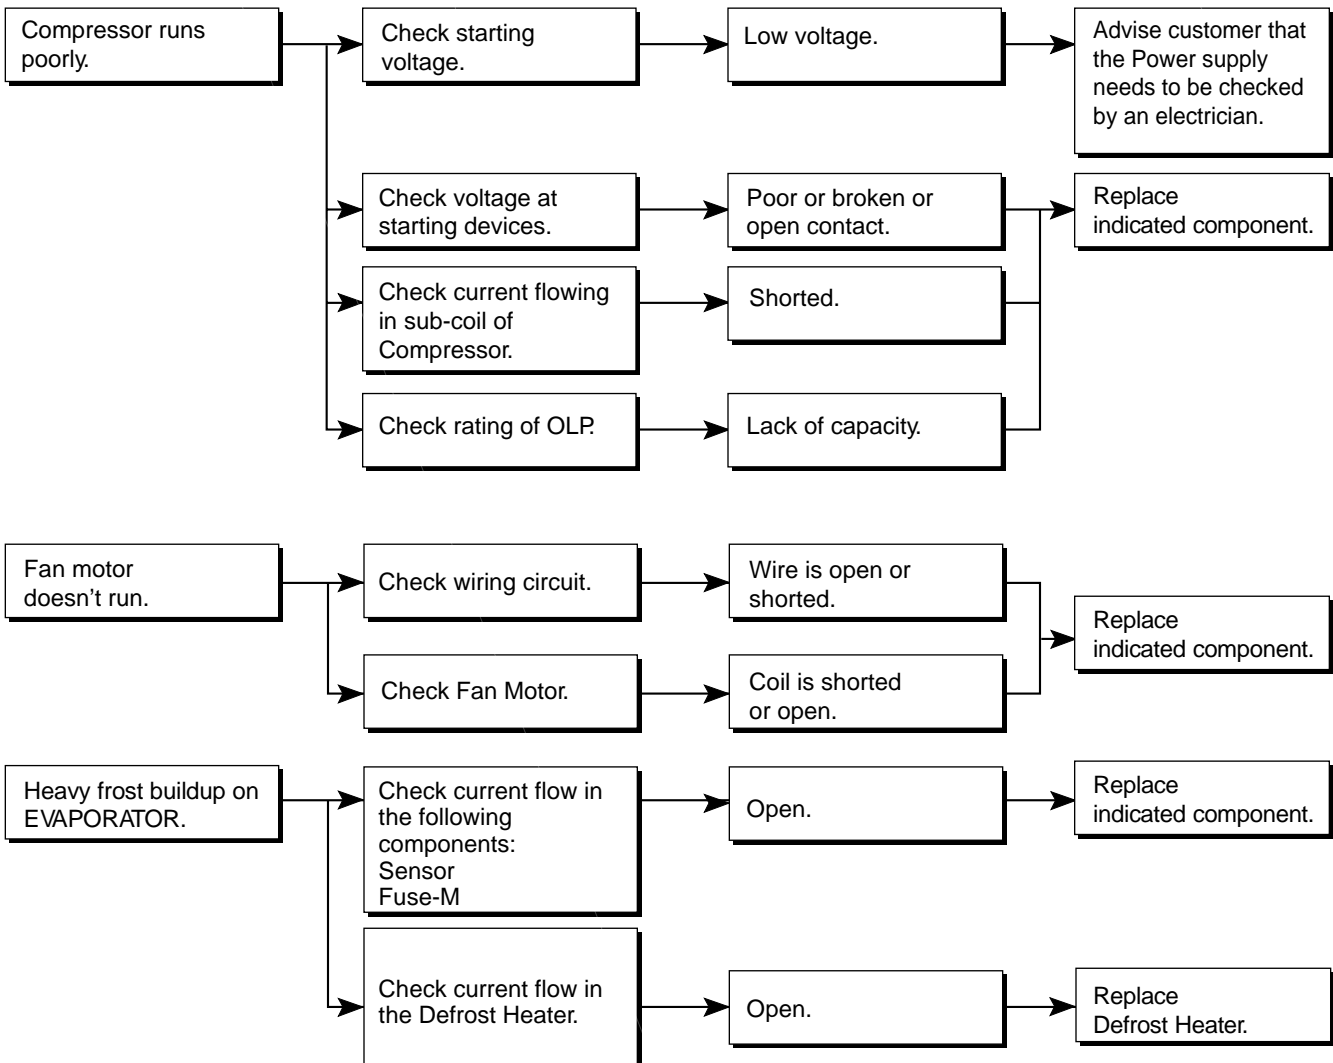 Compressor runs
poorly.
Check starting
voltage.
Low voltage.
Advise customer that
the Power supply
needs to be checked
by an electrician.
Check voltage at
starting devices.
Poor or broken or
open contact.
Replace
indicated component.
Check current flowing
in sub-coil of
Compressor.
Shorted.
Check rating of OLP.
Lack of capacity.
Fan motor
doesn’t run.
Check wiring circuit.
Wire is open or
shorted.
Replace
indicated component.
Check Fan Motor.
Coil is shorted
or open.
Heavy frost buildup on
EVAPORATOR.
Check current flow in
the following
components:
Sensor
Fuse-M
Open.
Replace
indicated component.
Check current flow in
the Defrost Heater.
Open.
Replace
Defrost Heater.